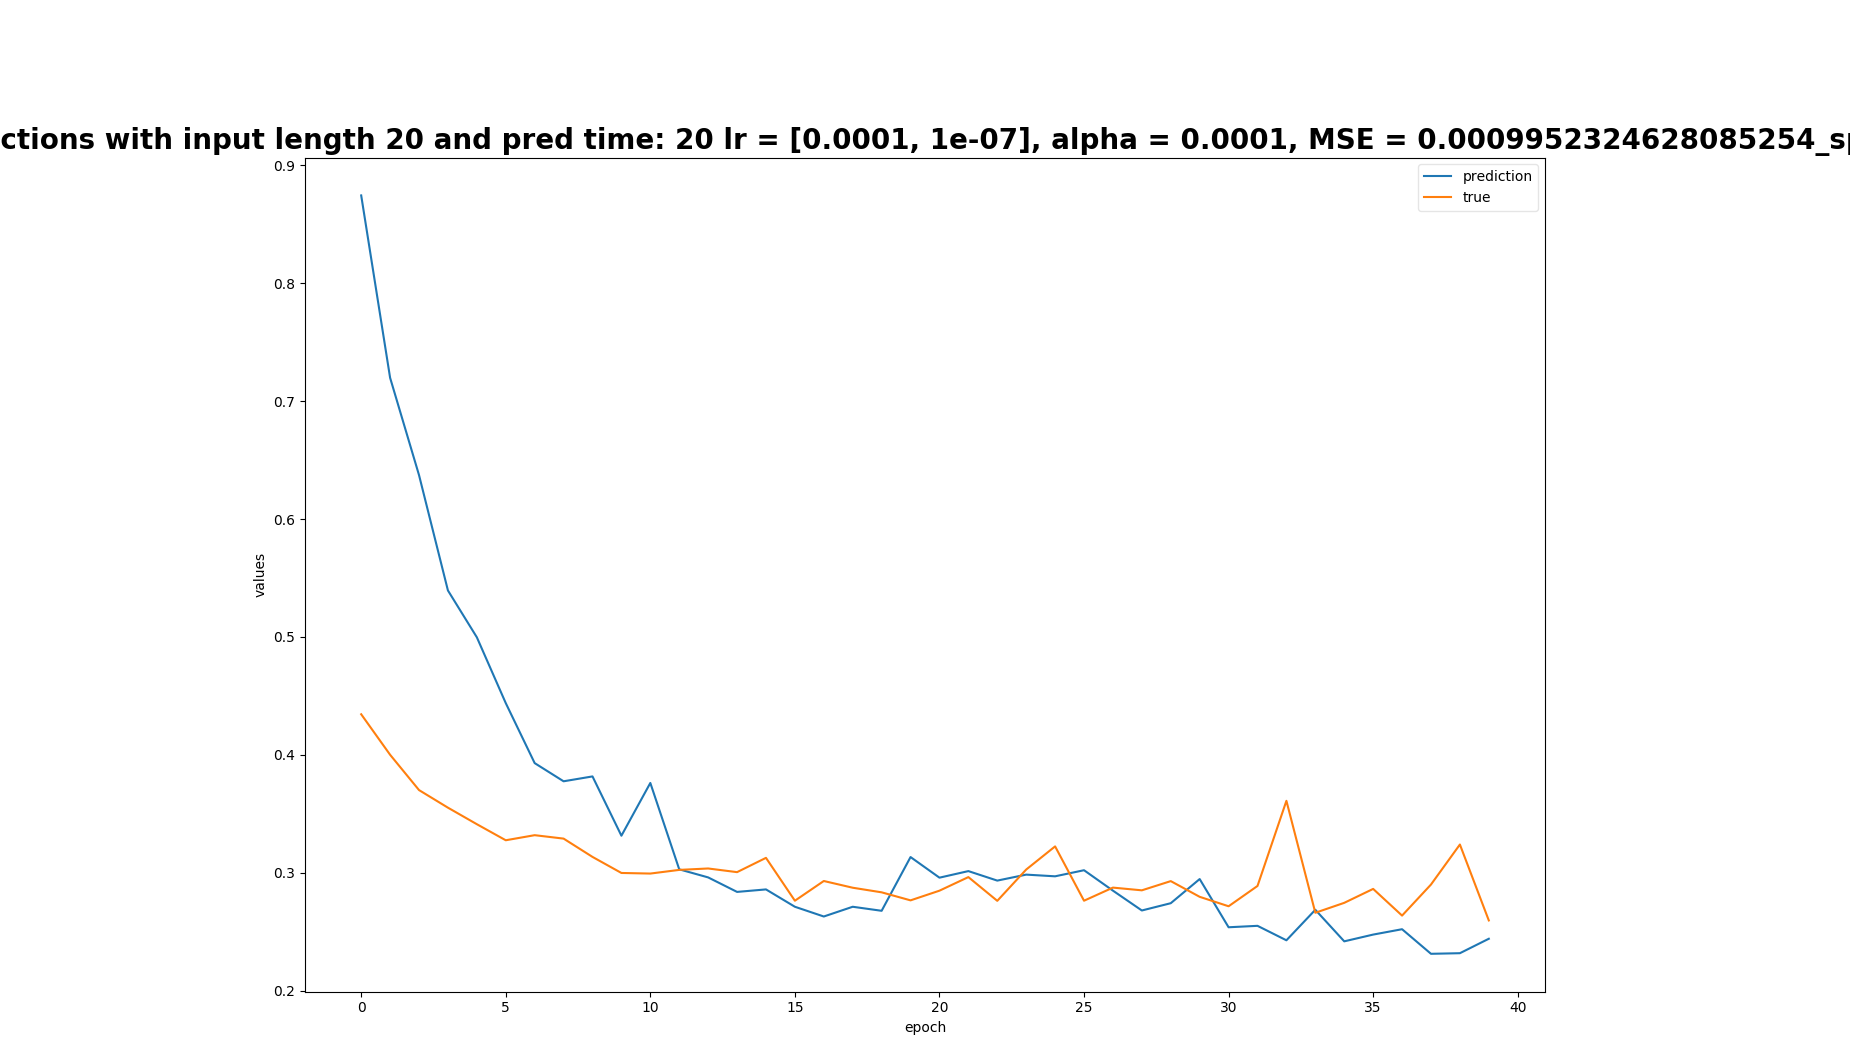 ctions with input length 20 and pred time: 20 lr = [0.0001, 1e-07], alpha = 0.0001, MSE = 0.0009952324628085254_sp
prediction
true
0.9
0.8
0.7
0.6
0.5
0.4
0.3
0.2
values
0 5 10 15 20 25 30 35 40
epoch